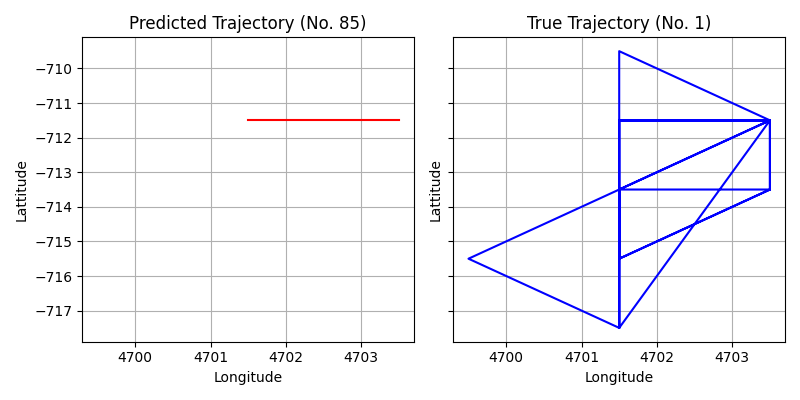 Predicted Trajectory (No. 85)
Lattitude
−710
−711
−712
−713
−714
−715
−716
−717
4700 4701 4702 4703
Longitude
True Trajectory (No. 1)
Lattitude
4700 4701 4702 4703
Longitude